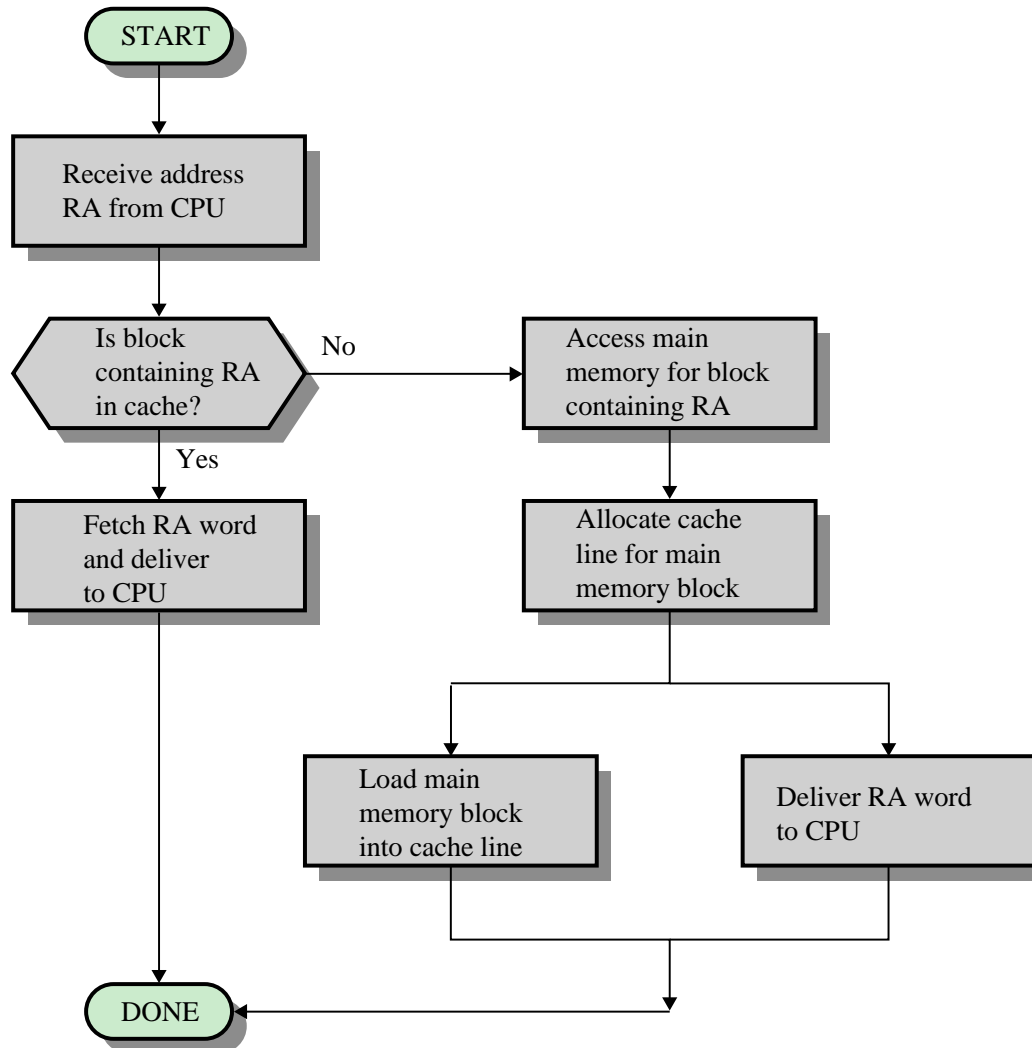 START
Receive address
RA from CPU
Is block
containing RA
in cache?
No
Access main
memory for block
containing RA
Yes
Fetch RA word
and deliver
to CPU
Allocate cache
line for main
memory block
Load main
memory block
into cache line
Deliver RA word
to CPU
DONE